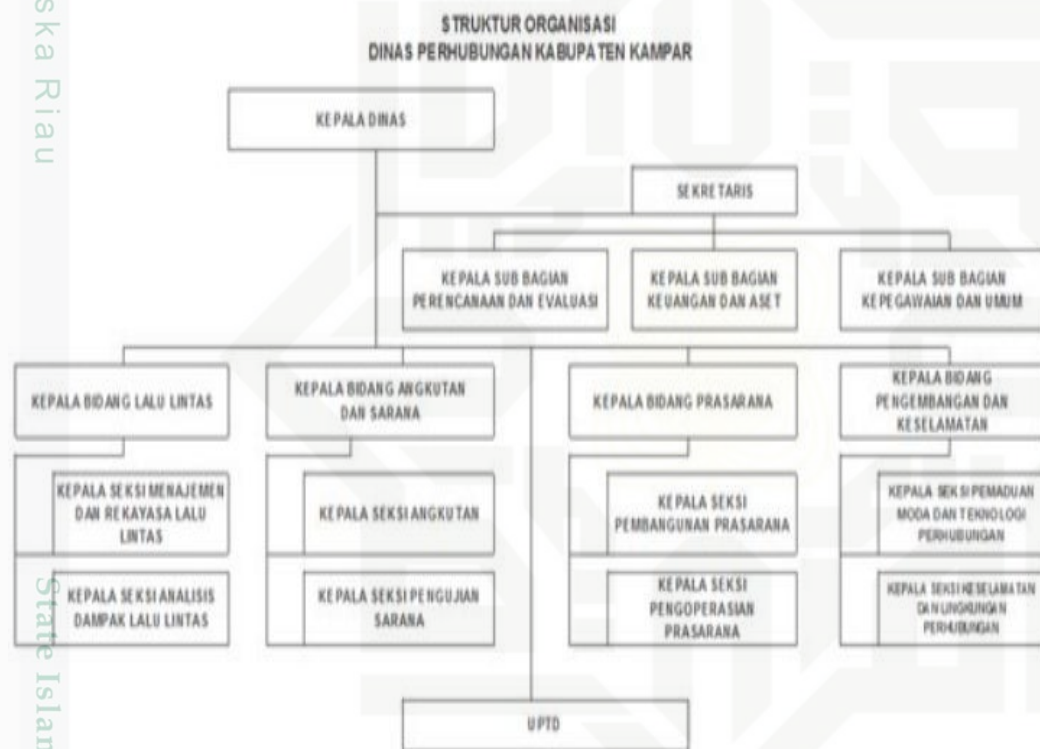 STRUKTUR ORGANISASI
DINAS PERHUBUNGAN KABUPATEN KAMPAR
KEPALA DINAS
SEKRETARIS
KEPALA SUB BAGIAN
PERENCANAAN DAN EVALUASI
KEPALA SUB BAGIAN
KEUANGAN DAN ASET
KEPALA SUB BAGIAN
KEPEGAWAIAN DAN UMUM
KEPALA BIDANG LALU LINTAS
KEPALA BIDANG ANGKUTAN
DAN SARANA
KEPALA BIDANG PRASARANA
KEPALA BIDANG
PENGEMBANGAN DAN
KESELAMATAN
KEPALA SEKSI MENAJEMEN
DAN REKAYASA LALU
LINTAS
KEPALA SEKSI ANGKUTAN
KEPALA SEKSI
PEMBANGUNAN PRASARANA
KEPALA SEKSI PEMADUAN
MODA DAN TEKNOLOGI
PERHUBUNGAN
KEPALA SEKSI ANALISIS
DAMPAK LALU LINTAS
KEPALA SEKSI PENGUJIAN
SARANA
KEPALA SEKSI
PENGOPERASIAN
PRASARANA
KEPALA SEKSI KESELAMATAN
DAN LINGKUNGAN
PERHUBUNGAN
UPTD
ska Riau
State Islam